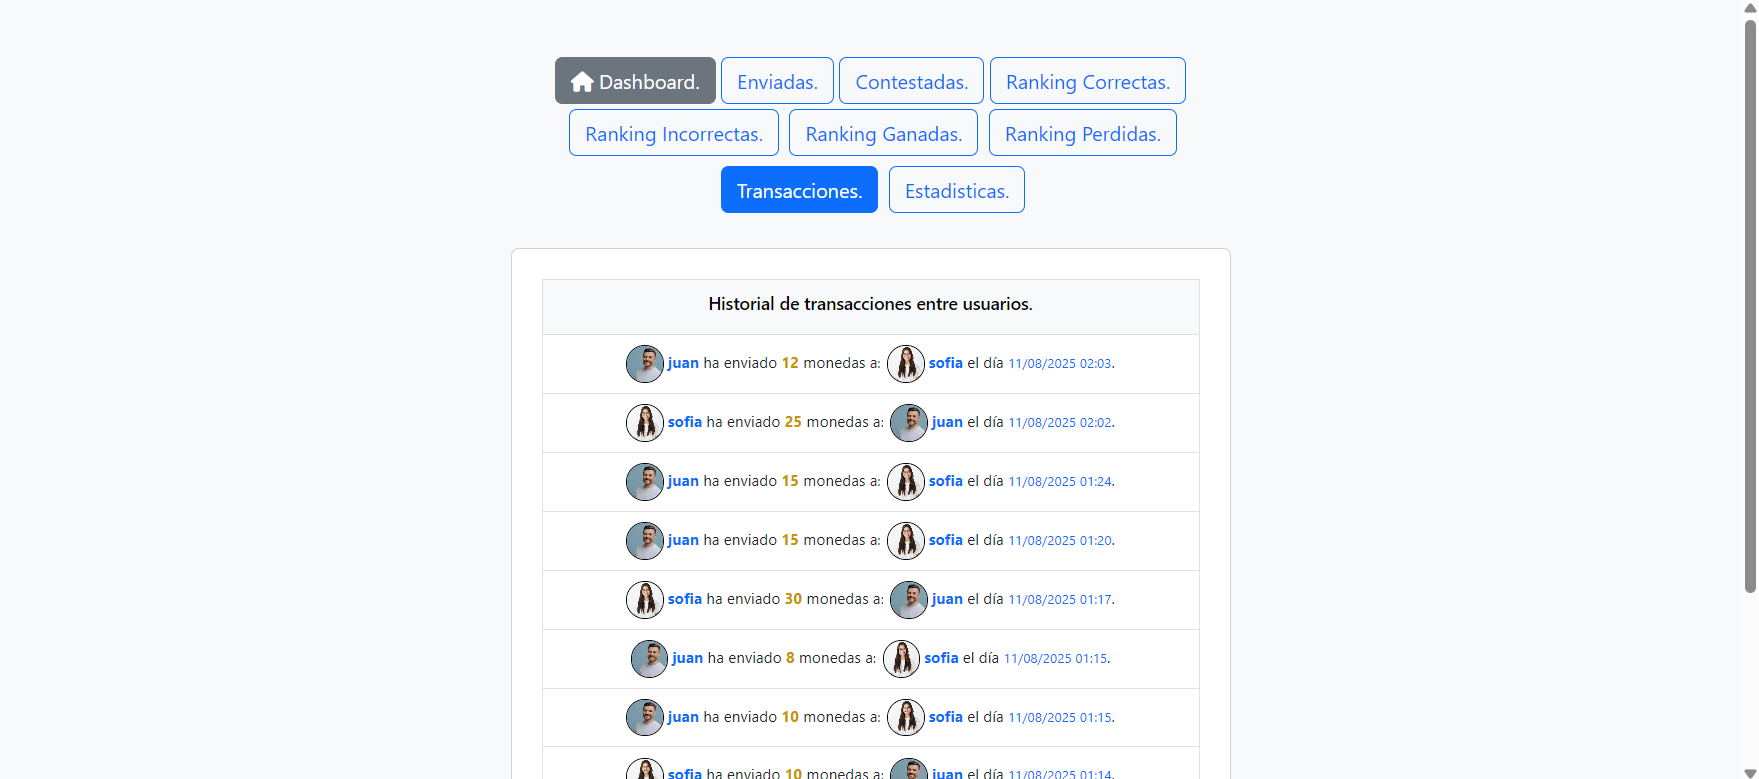 Dashboard. Enviadas. Contestadas. Ranking Correctas.
Ranking Incorrectas. Ranking Ganadas. Ranking Perdidas.
Transacciones. Estadisticas.
Historial de transacciones entre usuarios.
juan ha enviado 12 monedas a: sofia el día 11/08/2025 02:03.
sofia ha enviado 25 monedas a: juan el día 11/08/2025 02:02.
juan ha enviado 15 monedas a: sofia el día 11/08/2025 01:24.
juan ha enviado 15 monedas a: sofia el día 11/08/2025 01:20.
sofia ha enviado 30 monedas a: juan el día 11/08/2025 01:17.
juan ha enviado 8 monedas a: sofia el día 11/08/2025 01:15.
juan ha enviado 10 monedas a: sofia el día 11/08/2025 01:15.
sofia ha enviado 10 monedas a: juan el día 11/08/2025 01:14.